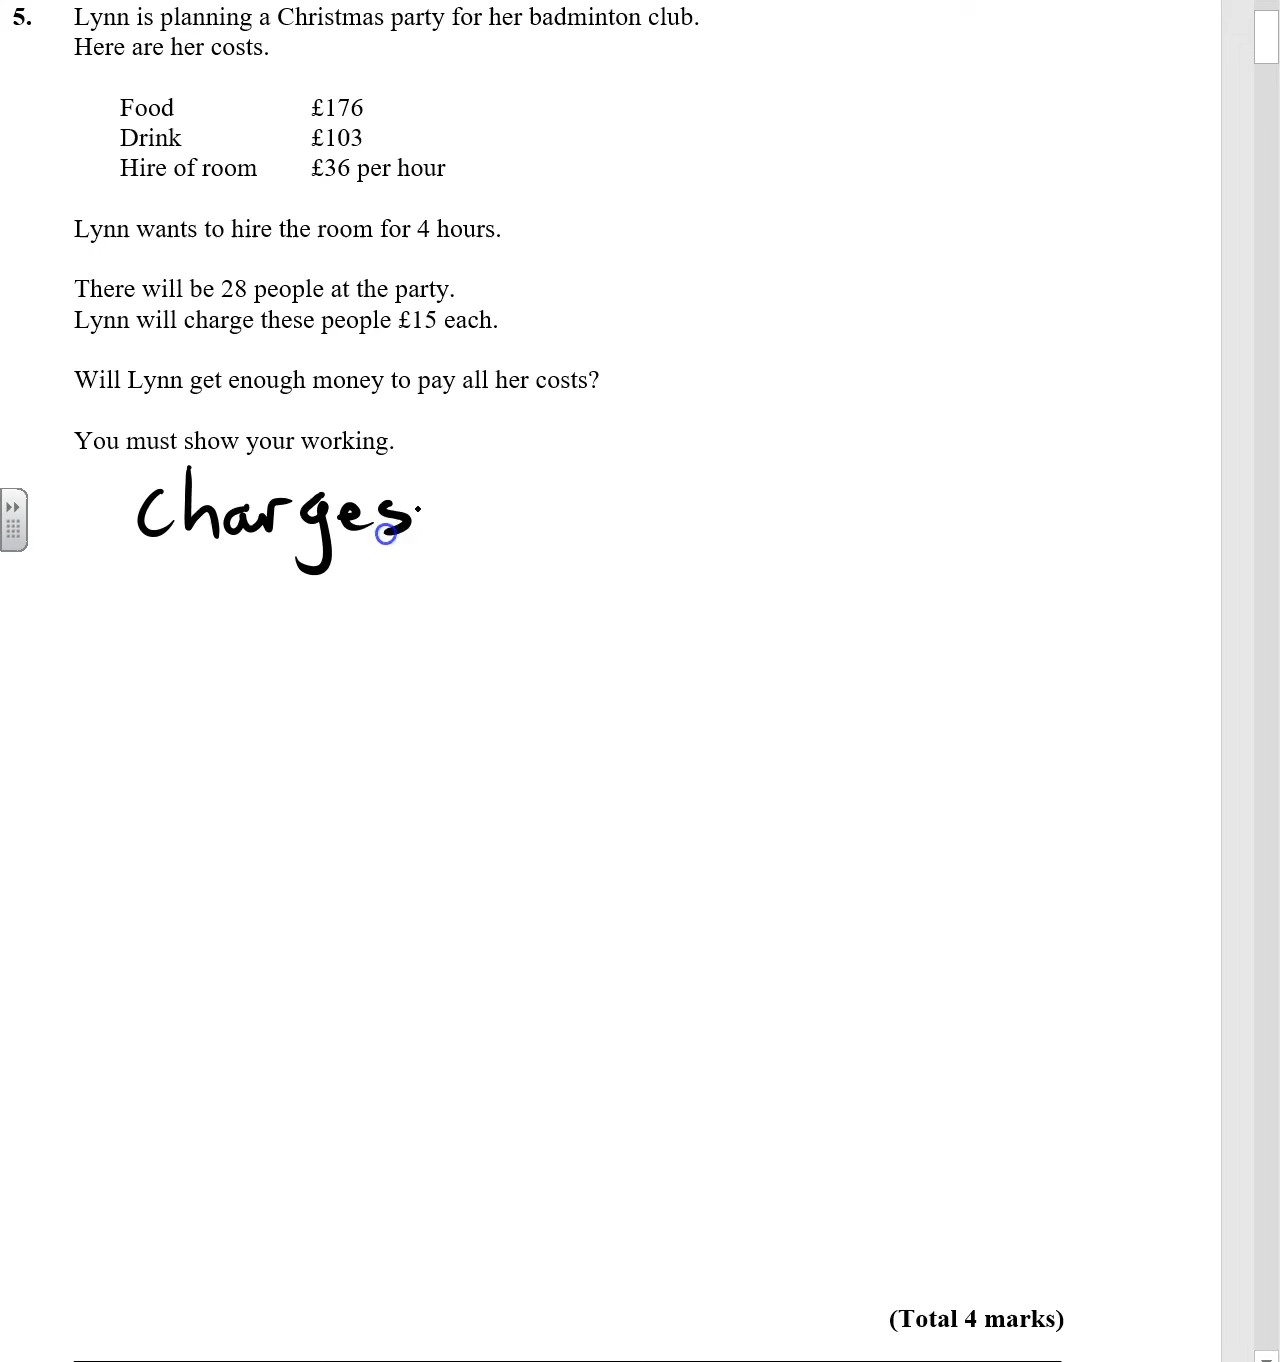 5. Lynn is planning a Christmas party for her badminton club.
Here are her costs.
Food £176
Drink £103
Hire of room £36 per hour
Lynn wants to hire the room for 4 hours.
There will be 28 people at the party.
Lynn will charge these people £15 each.
Will Lynn get enough money to pay all her costs?
You must show your working.
charges.
(Total 4 marks)